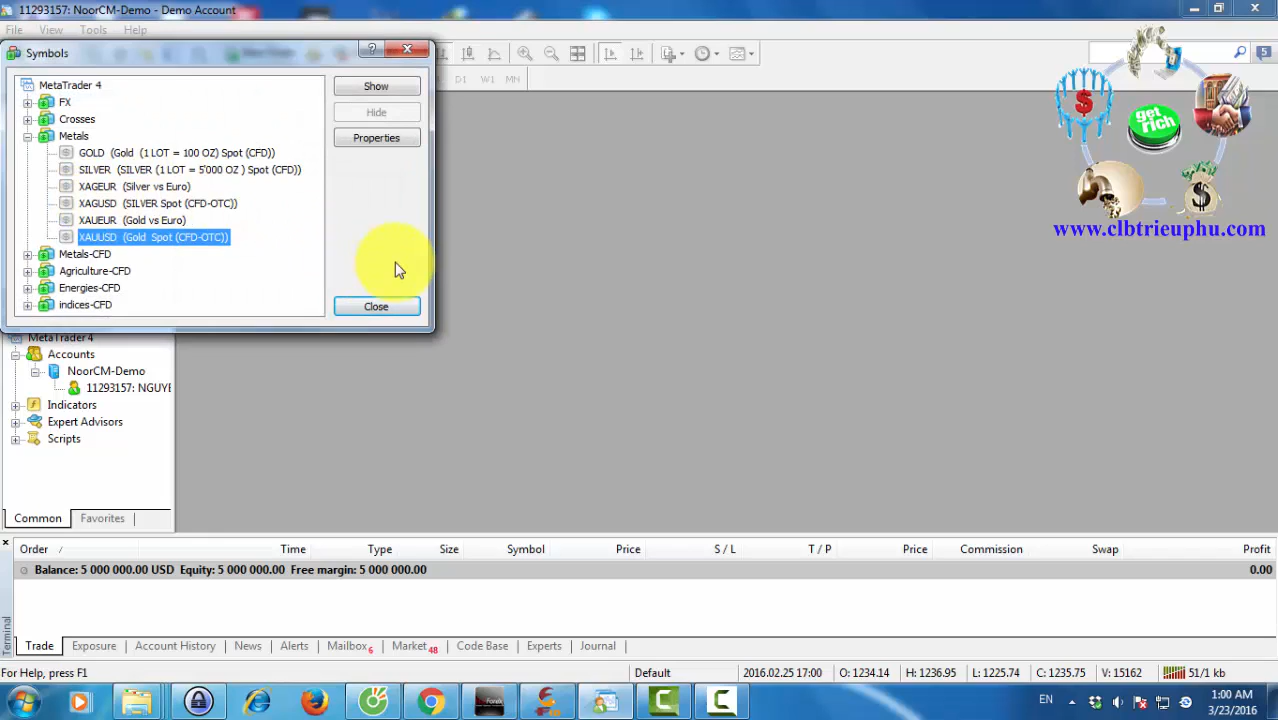 11293157: NoorCM-Demo - Demo Account
File View Tools Help
Symbols
5
D1 W1 MN
MetaTrader 4
FX
Crosses
Metals
GOLD (Gold (1 LOT = 100 OZ) Spot (CFD))
SILVER (SILVER (1 LOT = 5'000 OZ ) Spot (CFD))
XAGEUR (Silver vs Euro)
XAGUSD (SILVER Spot (CFD-OTC))
XAUEUR (Gold vs Euro)
XAUUSD (Gold Spot (CFD-OTC))
Metals-CFD
Agriculture-CFD
Energies-CFD
indices-CFD
Show
Hide
Properties
Close
get rich
www.clbtrieuphu.com
MetaTrader 4
Accounts
NoorCM-Demo
11293157: NGUYE
Indicators
Expert Advisors
Scripts
Common Favorites
Order / Time Type Size Symbol Price S / L T / P Price Commission Swap Profit
Balance: 5 000 000.00 USD Equity: 5 000 000.00 Free margin: 5 000 000.00 0.00
Terminal
Trade Exposure Account History News Alerts Mailbox 6 Market 48 Code Base Experts Journal
For Help, press F1 Default 2016.02.25 17:00 O: 1234.14 H: 1236.95 L: 1225.74 C: 1235.75 V: 15162 51/1 kb
EN 1:00 AM
3/23/2016